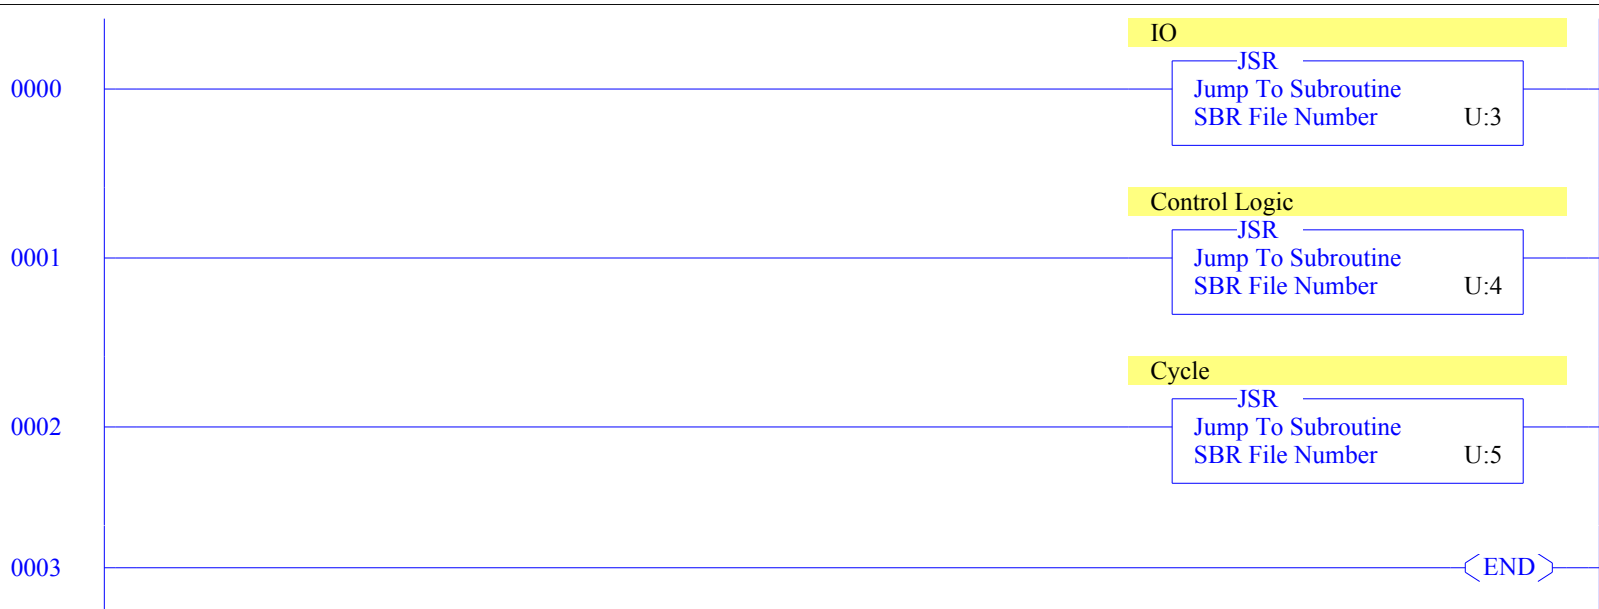 IO
JSR
0000
Jump To Subroutine
SBR File Number U:3
Control Logic
JSR
0001
Jump To Subroutine
SBR File Number U:4
Cycle
JSR
0002
Jump To Subroutine
SBR File Number U:5
0003
END